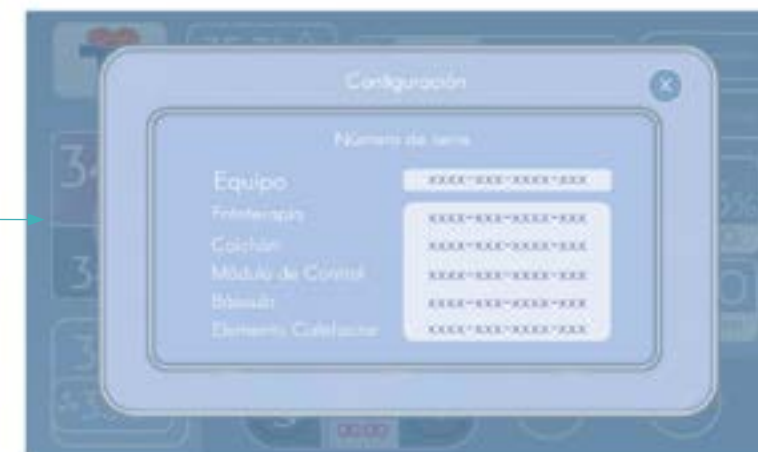 Configuración
X
Número de serie
Equipo xxxx-xxx-xxxx-xxx
Fototerapia xxxx-xxx-xxxx-xxx
Colchón xxxx-xxx-xxxx-xxx
Módulo de Control xxxx-xxx-xxxx-xxx
Báscula xxxx-xxx-xxxx-xxx
Elemento Calefactor xxxx-xxx-xxxx-xxx